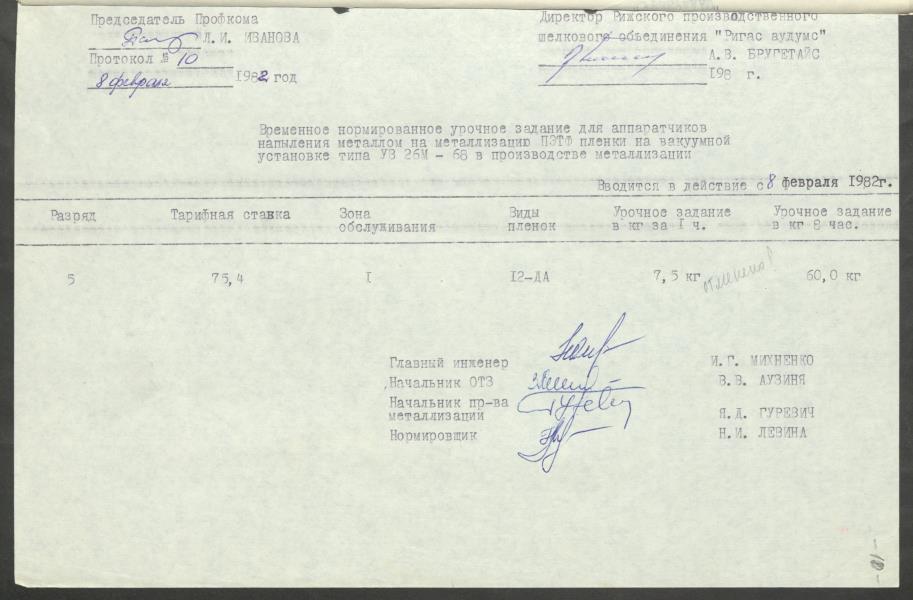 Председатель Профкома
Л.И. ИВАНОВА
Протокол № 10
8 февраля 1982 год
Директор Рижского производственного
шелкового объединения "Ригас аудумс"
А.В. БРУГЕТАЙС
198 г.
Временное нормированное урочное задание для аппаратчиков
напыления металлом на металлизацию ПЭТФ пленки на вакуумной
установке типа УВ 26М - 68 в производстве металлизации
Вводится в действие с 8 февраля 1982г.
Разряд Тарифная ставка Зона обслуживания Виды пленок Урочное задание в кг за I ч. Урочное задание в кг 8 час.
5 75,4 I I2-ДА 7,5 кг отменено 60,0 кг
Главный инженер И.Г. МИХНЕНКО
Начальник ОТЗ В.В. АУЗИНЯ
Начальник пр-ва
металлизации Я.Д. ГУРЕВИЧ
Нормировщик Н.И. ЛЕВИНА
-10-